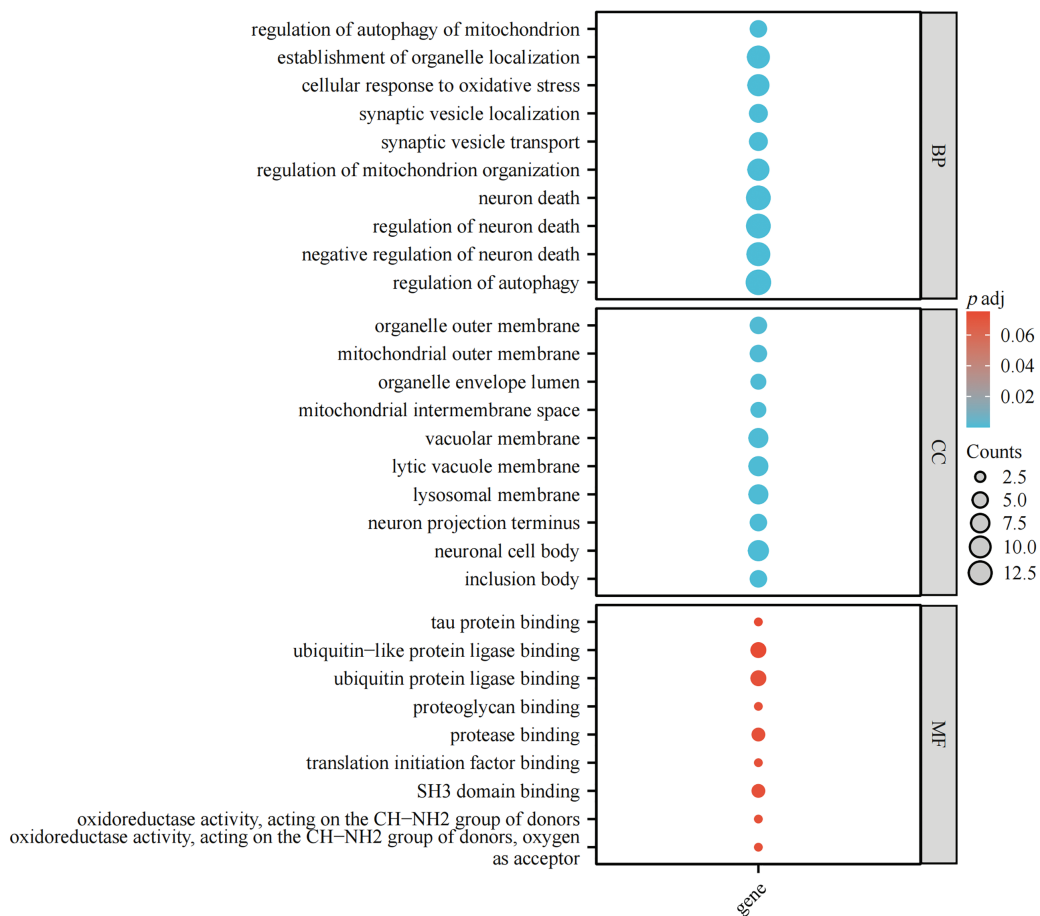 regulation of autophagy of mitochondrion
establishment of organelle localization
cellular response to oxidative stress
synaptic vesicle localization
synaptic vesicle transport
regulation of mitochondrion organization
neuron death
regulation of neuron death
negative regulation of neuron death
regulation of autophagy
BP
organelle outer membrane
mitochondrial outer membrane
organelle envelope lumen
mitochondrial intermembrane space
vacuolar membrane
lytic vacuole membrane
lysosomal membrane
neuron projection terminus
neuronal cell body
inclusion body
CC
tau protein binding
ubiquitin−like protein ligase binding
ubiquitin protein ligase binding
proteoglycan binding
protease binding
translation initiation factor binding
SH3 domain binding
oxidoreductase activity, acting on the CH−NH2 group of donors
oxidoreductase activity, acting on the CH−NH2 group of donors, oxygen
as acceptor
MF
gene
p adj
0.06
0.04
0.02
Counts
2.5
5.0
7.5
10.0
12.5